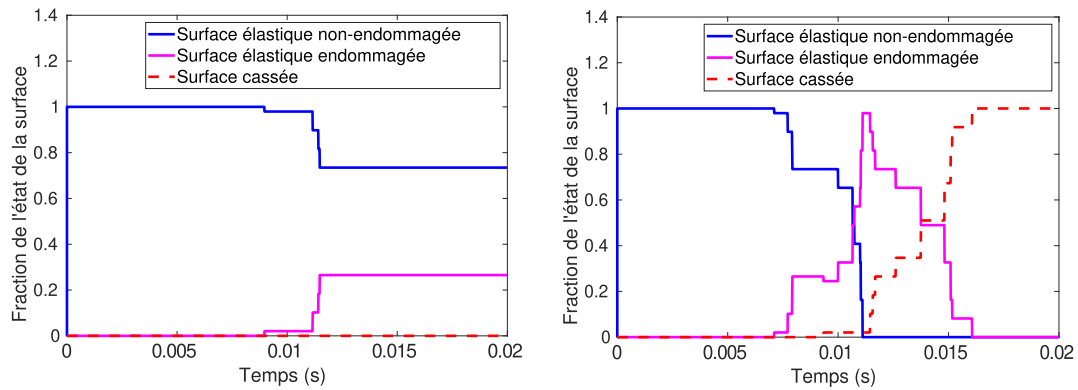 1.4
1.2
1
0.8
0.6
0.4
0.2
0
Fraction de l'état de la surface
Surface élastique non-endommagée
Surface élastique endommagée
Surface cassée
0 0.005 0.01 0.015 0.02
Temps (s)
1.4
1.2
1
0.8
0.6
0.4
0.2
0
Fraction de l'état de la surface
Surface élastique non-endommagée
Surface élastique endommagée
Surface cassée
0 0.005 0.01 0.015 0.02
Temps (s)